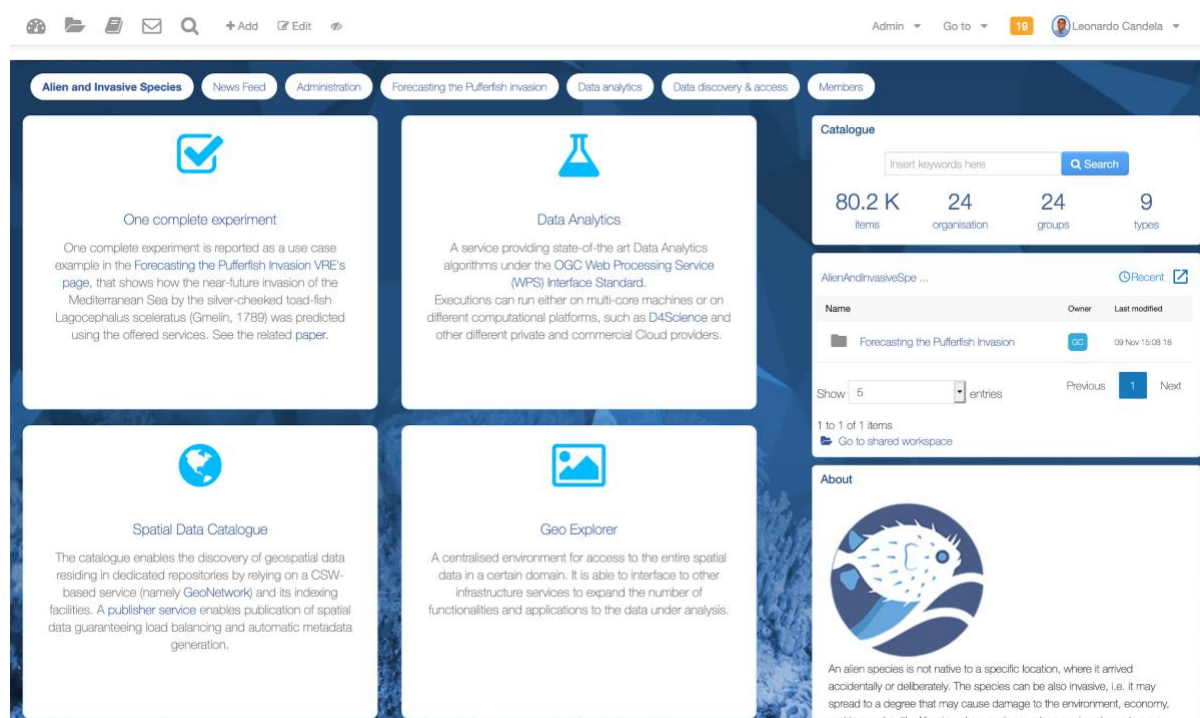 + Add Edit Admin Go to 19 Leonardo Candela
Alien and Invasive Species News Feed Administration Forecasting the Pufferfish invasion Data analytics Data discovery & access Members
One complete experiment
One complete experiment is reported as a use case
example in the Forecasting the Pufferfish Invasion VRE's
page, that shows how the near-future invasion of the
Mediterranean Sea by the silver-cheeked toad-fish
Lagocephalus sceleratus (Gmelin, 1789) was predicted
using the offered services. See the related paper.
Data Analytics
A service providing state-of-the art Data Analytics
algorithms under the OGC Web Processing Service
(WPS) Interface Standard.
Executions can run either on multi-core machines or on
different computational platforms, such as D4Science and
other different private and commercial Cloud providers.
Spatial Data Catalogue
The catalogue enables the discovery of geospatial data
residing in dedicated repositories by relying on a CSW-
based service (namely GeoNetwork) and its indexing
facilities. A publisher service enables publication of spatial
data guaranteeing load balancing and automatic metadata
generation.
Geo Explorer
A centralised environment for access to the entire spatial
data in a certain domain. It is able to interface to other
infrastructure services to expand the number of
functionalities and applications to the data under analysis.
Catalogue
Insert keywords here Search
80.2 K 24 24 9
Items organisation groups types
AlienAndInvasiveSpe ... Recent
Name Owner Last modified
Forecasting the Pufferfish Invasion GC 09 Nov 15:08 18
Show 5 entries Previous 1 Next
1 to 1 of 1 items
Go to shared workspace
About
An alien species is not native to a specific location, where it arrived
accidentally or deliberately. The species can be also invasive, i.e. it may
spread to a degree that may cause damage to the environment, economy,